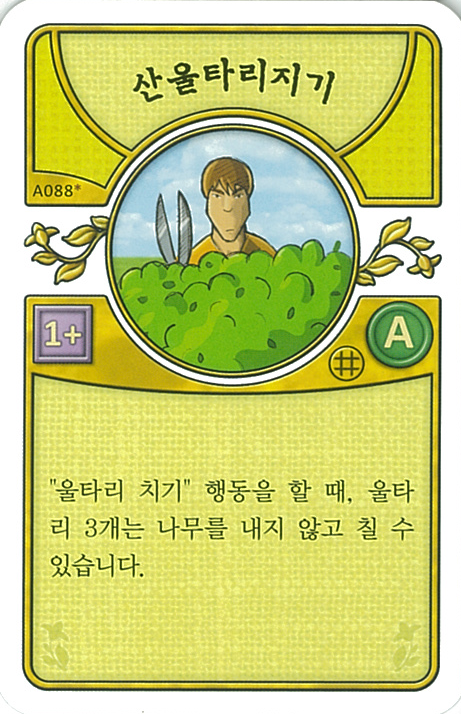 산울타리지기
A088*
1+
A
"울타리 치기" 행동을 할 때, 울타
리 3개는 나무를 내지 않고 칠 수
있습니다.